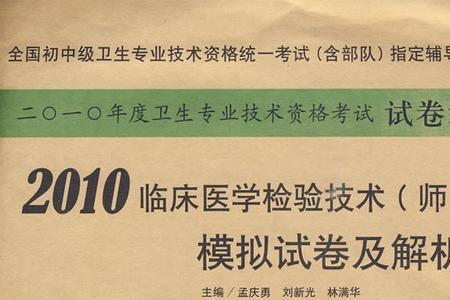 全国初中级卫生专业技术资格统一考试(含部队)指定辅导
二〇一〇年度卫生专业技术资格考试 试卷
2010 临床医学检验技术(师
模拟试卷及解析
主编/孟庆勇 刘新光 林满华